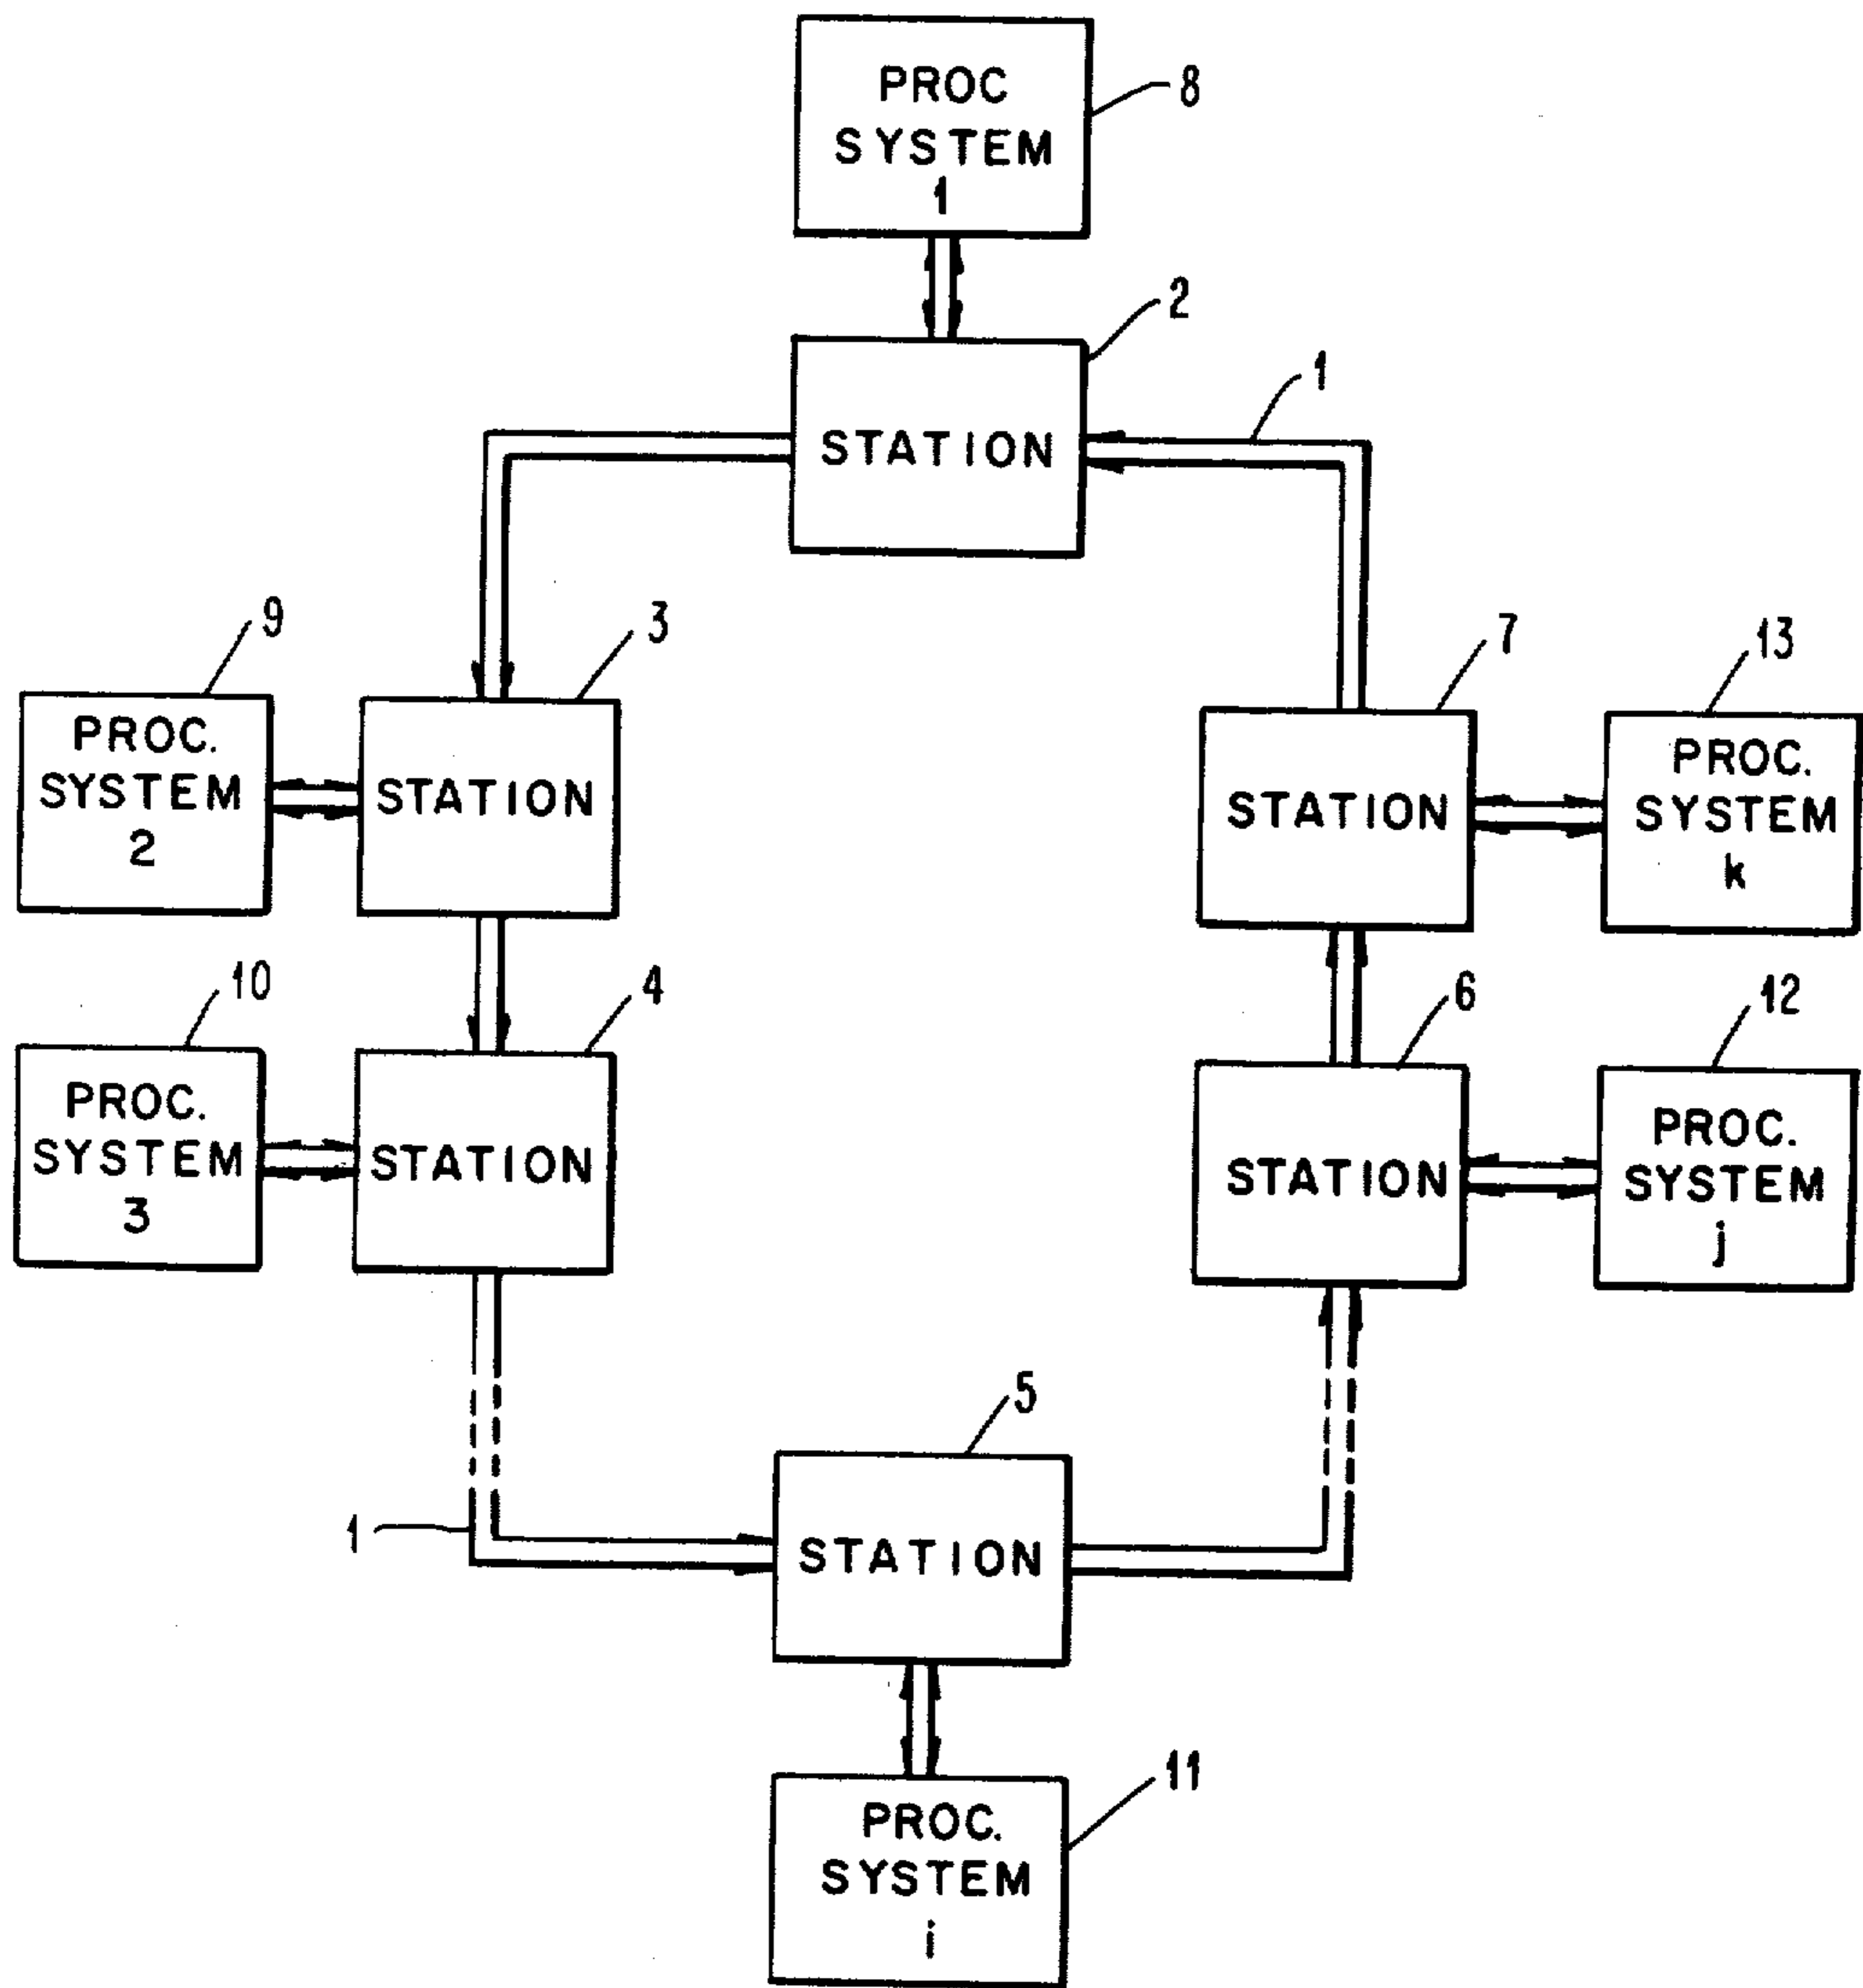 PROC
SYSTEM
1
8
2
STATION
1
9
3
7
13
PROC.
SYSTEM
2
STATION
STATION
PROC.
SYSTEM
k
10
4
6
12
PROC.
SYSTEM
3
STATION
STATION
PROC.
SYSTEM
j
5
1
STATION
11
PROC.
SYSTEM
i